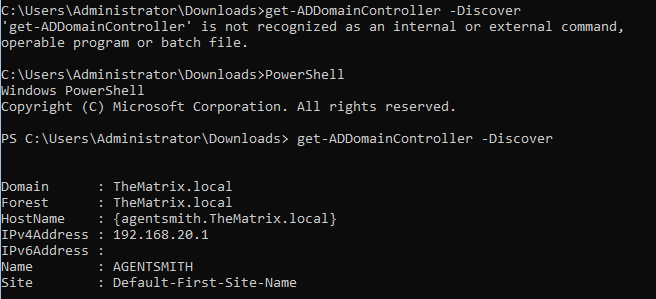 C:\Users\Administrator\Downloads>get-ADDomainController -Discover
'get-ADDomainController' is not recognized as an internal or external command,
operable program or batch file.
C:\Users\Administrator\Downloads>PowerShell
Windows PowerShell
Copyright (C) Microsoft Corporation. All rights reserved.
PS C:\Users\Administrator\Downloads> get-ADDomainController -Discover
Domain      : TheMatrix.local
Forest      : TheMatrix.local
HostName    : {agentsmith.TheMatrix.local}
IPv4Address : 192.168.20.1
IPv6Address :
Name        : AGENTSMITH
Site        : Default-First-Site-Name